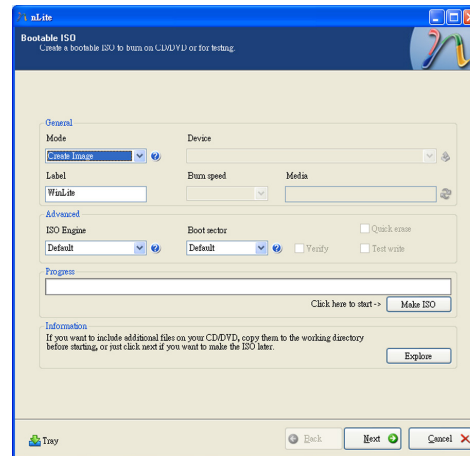 nLite
Bootable ISO
Create a bootable ISO to burn on CD/DVD or for testing.
General
Mode
Device
Create Image
Label
Burn speed
Media
WinLite
Advanced
ISO Engine
Boot sector
Quick erase
Default
Default
Verify
Test write
Progress
Click here to start -> Make ISO
Information
If you want to include additional files on your CD/DVD, copy them to the working directory
before starting, or just click next if you want to make the ISO later.
Explore
Tray
Back
Next
Cancel